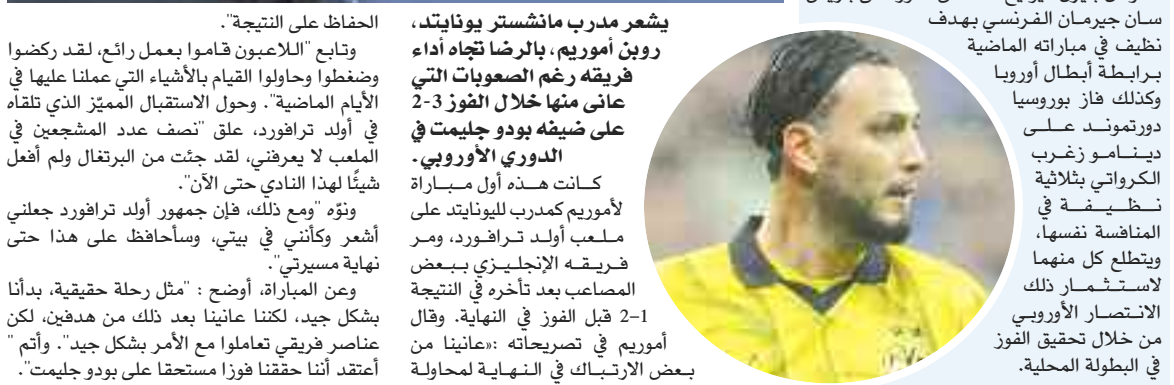 سان جيرمان الفرنسي بهدف
نظيف في مباراته الماضية
برابطة أبطال أوروبا
وكذلك فاز بوروسيا
دورتموند على
دينامو زغرب
الكرواتي بثلاثية
نظيفة في
المنافسة نفسها،
ويتطلع كل منهما
لاستثمار ذلك
الانتصار الأوروبي
من خلال تحقيق الفوز
في البطولة المحلية.
يشعر مدرب مانشستر يونايتد،
روبن أموريم، بالرضا تجاه أداء
فريقه رغم الصعوبات التي
عانى منها خلال الفوز 3-2
على ضيفه بودو جليمت في
الدوري الأوروبي.
كانت هذه أول مباراة
لأموريم كمدرب لليونايتد على
ملعب أولد ترافورد، ومر
فريقه الإنجليزي ببعض
المصاعب بعد تأخره في النتيجة
1–2 قبل الفوز في النهاية. وقال
أموريم في تصريحاته :«عانينا من
بعض الارتباك في النهاية لمحاولة
الحفاظ على النتيجة".
وتابع "اللاعبون قاموا بعمل رائع، لقد ركضوا
وضغطوا وحاولوا القيام بالأشياء التي عملنا عليها في
الأيام الماضية". وحول الاستقبال المميّز الذي تلقاه
في أولد ترافورد، علق "نصف عدد المشجعين في
الملعب لا يعرفني، لقد جئت من البرتغال ولم أفعل
شيئًا لهذا النادي حتى الآن".
ونوّه "ومع ذلك، فإن جمهور أولد ترافورد جعلني
أشعر وكأنني في بيتي، وسأحافظ على هذا حتى
نهاية مسيرتي".
وعن المباراة، أوضح : "مثل رحلة حقيقية، بدأنا
بشكل جيد، لكننا عانينا بعد ذلك من هدفين، لكن
عناصر فريقي تعاملوا مع الأمر بشكل جيد". وأتم "
أعتقد أننا حققنا فوزا مستحقا على بودو جليمت".